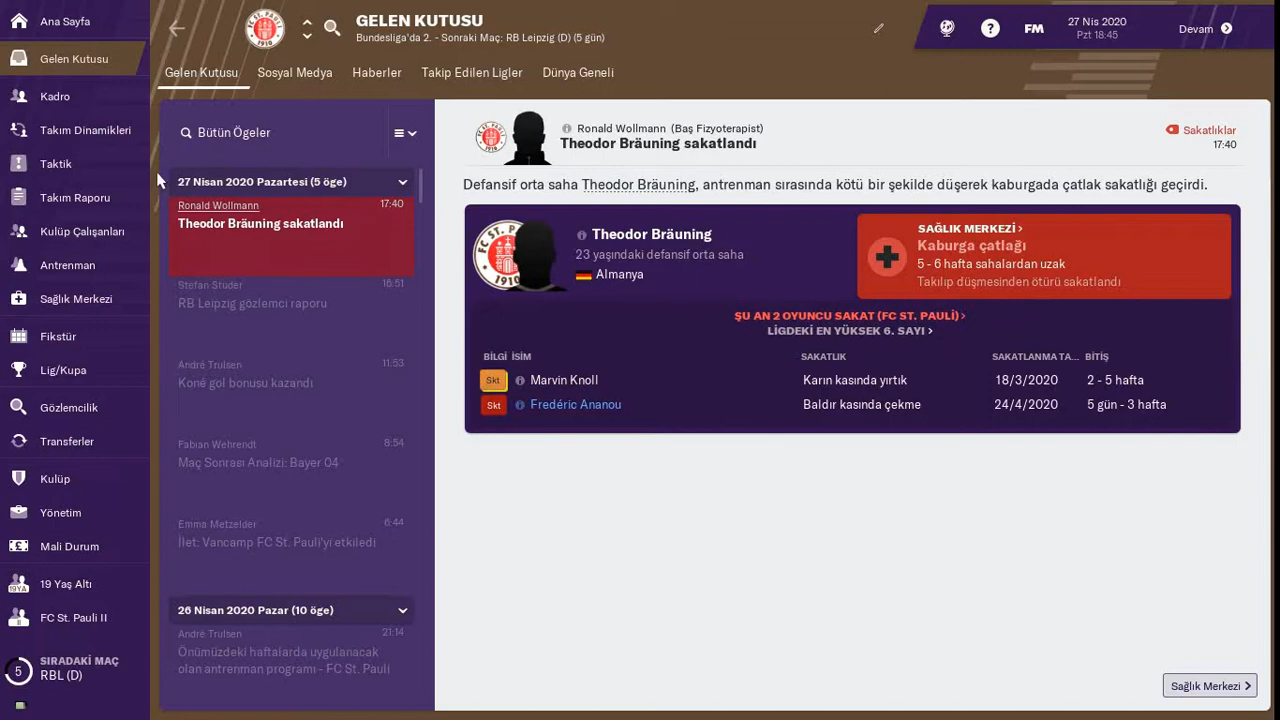 Ana Sayfa
Gelen Kutusu
Kadro
Takım Dinamikleri
Taktik
Takım Raporu
Kulüp Çalışanları
Antrenman
Sağlık Merkezi
Fikstür
Lig/Kupa
Gözlemcilik
Transferler
Kulüp
Yönetim
Mali Durum
19 Yaş Altı
FC St. Pauli II
5
SIRADAKİ MAÇ
RBL (D)
GELEN KUTUSU
Bundesliga'da 2. - Sonraki Maç: RB Leipzig (D) (5 gün)
FM
27 Nis 2020
Pzt 18:45
Devam
Gelen Kutusu
Sosyal Medya
Haberler
Takip Edilen Ligler
Dünya Geneli
Bütün Ögeler
27 Nisan 2020 Pazartesi (5 öge)
Ronald Wollmann 17:40
Theodor Bräuning sakatlandı
Stefan Studer 16:51
RB Leipzig gözlemci raporu
André Trulsen 11:53
Koné gol bonusu kazandı
Fabian Wehrendt 8:54
Maç Sonrası Analizi: Bayer 04
Emma Metzelder 6:44
İlet: Vancamp FC St. Pauli'yi etkiledi
26 Nisan 2020 Pazar (10 öge)
André Trulsen 21:14
Önümüzdeki haftalarda uygulanacak
olan antrenman programı - FC St. Pauli
Ronald Wollmann (Baş Fizyoterapist)
Theodor Bräuning sakatlandı
Sakatlıklar
17:40
Defansif orta saha Theodor Bräuning, antrenman sırasında kötü bir şekilde düşerek kaburgada çatlak sakatlığı geçirdi.
Theodor Bräuning
23 yaşındaki defansif orta saha
Almanya
SAĞLIK MERKEZİ
Kaburga çatlağı
5 - 6 hafta sahalardan uzak
Takılıp düşmesinden ötürü sakatlandı
ŞU AN 2 OYUNCU SAKAT (FC ST. PAULİ)
LİGDEKİ EN YÜKSEK 6. SAYI
BİLGİ İSİM SAKATLIK SAKATLANMA TA... BİTİŞ
Skt Marvin Knoll Karın kasında yırtık 18/3/2020 2 - 5 hafta
Skt Fredéric Ananou Baldır kasında çekme 24/4/2020 5 gün - 3 hafta
Sağlık Merkezi